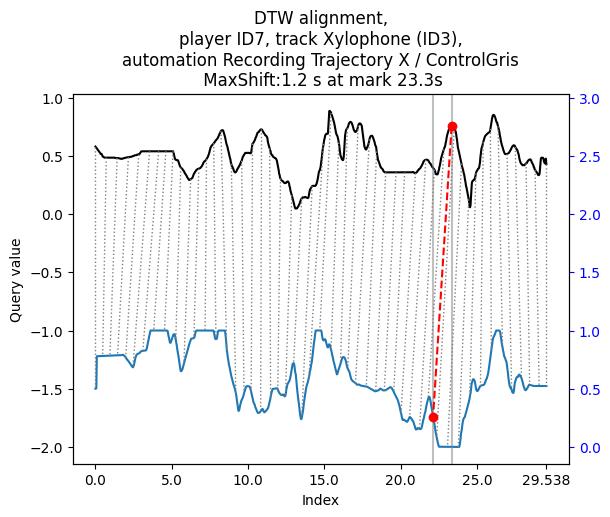 DTW alignment,
player ID7, track Xylophone (ID3),
automation Recording Trajectory X / ControlGris
MaxShift:1.2 s at mark 23.3s
1.0
0.5
0.0
−0.5
−1.0
−1.5
−2.0
Query value
3.0
2.5
2.0
1.5
1.0
0.5
0.0
0.0 5.0 10.0 15.0 20.0 25.0 29.538
Index